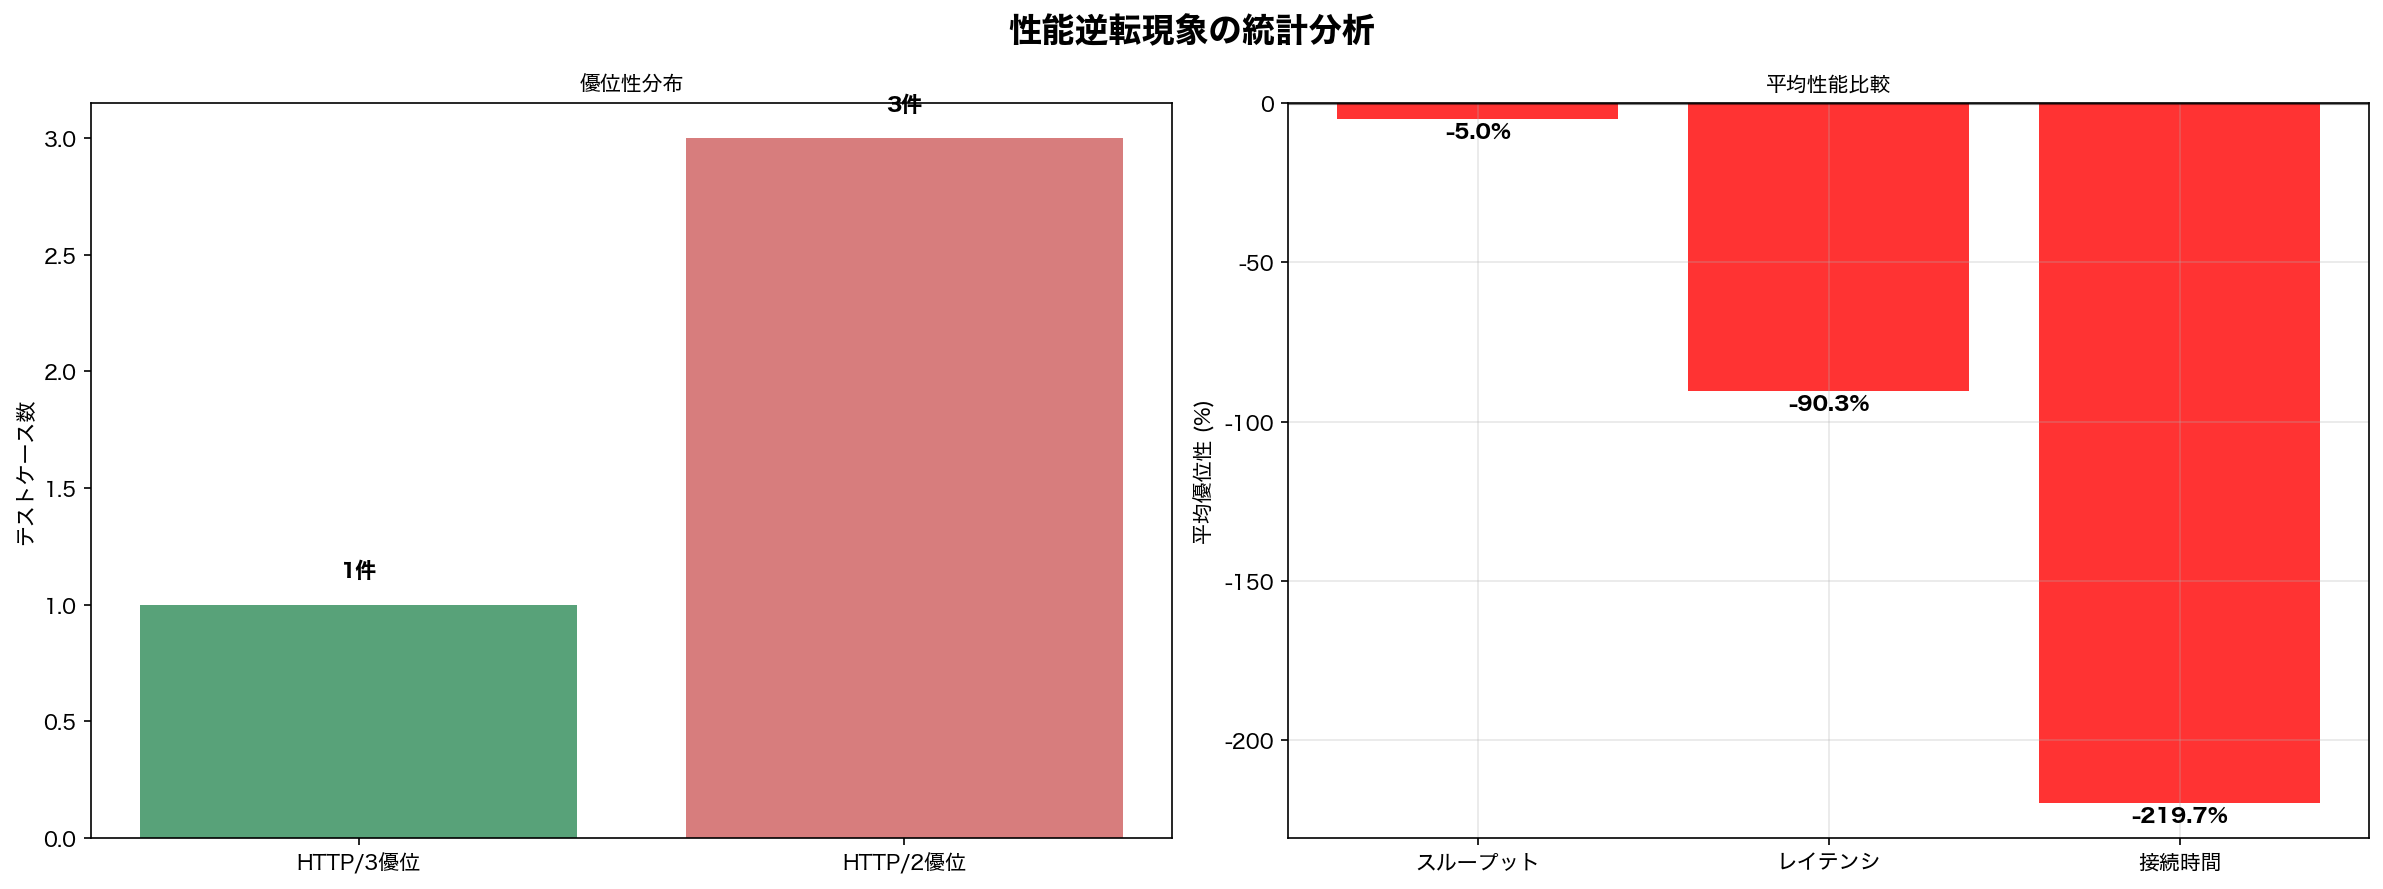 性能逆転現象の統計分析
優位性分布
テストケース数
3.0
2.5
2.0
1.5
1.0
0.5
0.0
1件
3件
HTTP/3優位
HTTP/2優位
平均性能比較
平均優位性 (%)
0
-50
-100
-150
-200
-5.0%
-90.3%
-219.7%
スループット
レイテンシ
接続時間